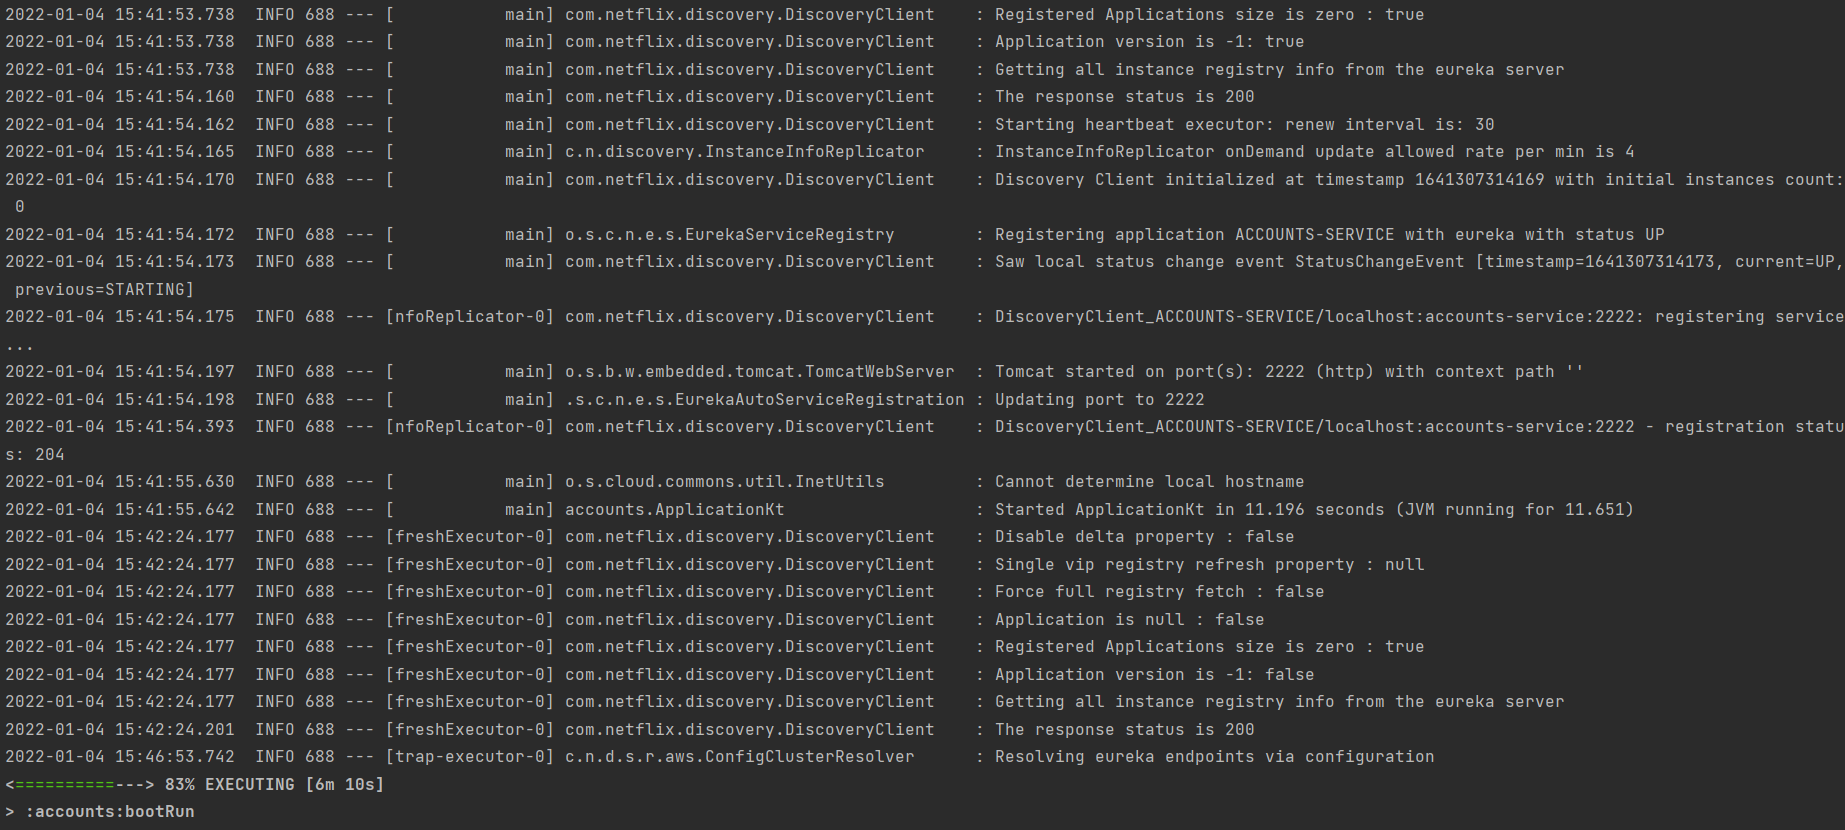 2022-01-04 15:41:53.738  INFO 688 --- [           main] com.netflix.discovery.DiscoveryClient    : Registered Applications size is zero : true
2022-01-04 15:41:53.738  INFO 688 --- [           main] com.netflix.discovery.DiscoveryClient    : Application version is -1: true
2022-01-04 15:41:53.738  INFO 688 --- [           main] com.netflix.discovery.DiscoveryClient    : Getting all instance registry info from the eureka server
2022-01-04 15:41:54.160  INFO 688 --- [           main] com.netflix.discovery.DiscoveryClient    : The response status is 200
2022-01-04 15:41:54.162  INFO 688 --- [           main] com.netflix.discovery.DiscoveryClient    : Starting heartbeat executor: renew interval is: 30
2022-01-04 15:41:54.165  INFO 688 --- [           main] c.n.discovery.InstanceInfoReplicator     : InstanceInfoReplicator onDemand update allowed rate per min is 4
2022-01-04 15:41:54.170  INFO 688 --- [           main] com.netflix.discovery.DiscoveryClient    : Discovery Client initialized at timestamp 1641307314169 with initial instances count:
 0
2022-01-04 15:41:54.172  INFO 688 --- [           main] o.s.c.n.e.s.EurekaServiceRegistry        : Registering application ACCOUNTS-SERVICE with eureka with status UP
2022-01-04 15:41:54.173  INFO 688 --- [           main] com.netflix.discovery.DiscoveryClient    : Saw local status change event StatusChangeEvent [timestamp=1641307314173, current=UP,
 previous=STARTING]
2022-01-04 15:41:54.175  INFO 688 --- [nfoReplicator-0] com.netflix.discovery.DiscoveryClient    : DiscoveryClient_ACCOUNTS-SERVICE/localhost:accounts-service:2222: registering service
...
2022-01-04 15:41:54.197  INFO 688 --- [           main] o.s.b.w.embedded.tomcat.TomcatWebServer  : Tomcat started on port(s): 2222 (http) with context path ''
2022-01-04 15:41:54.198  INFO 688 --- [           main] .s.c.n.e.s.EurekaAutoServiceRegistration : Updating port to 2222
2022-01-04 15:41:54.393  INFO 688 --- [nfoReplicator-0] com.netflix.discovery.DiscoveryClient    : DiscoveryClient_ACCOUNTS-SERVICE/localhost:accounts-service:2222 - registration statu
s: 204
2022-01-04 15:41:55.630  INFO 688 --- [           main] o.s.cloud.commons.util.InetUtils         : Cannot determine local hostname
2022-01-04 15:41:55.642  INFO 688 --- [           main] accounts.ApplicationKt                   : Started ApplicationKt in 11.196 seconds (JVM running for 11.651)
2022-01-04 15:42:24.177  INFO 688 --- [freshExecutor-0] com.netflix.discovery.DiscoveryClient    : Disable delta property : false
2022-01-04 15:42:24.177  INFO 688 --- [freshExecutor-0] com.netflix.discovery.DiscoveryClient    : Single vip registry refresh property : null
2022-01-04 15:42:24.177  INFO 688 --- [freshExecutor-0] com.netflix.discovery.DiscoveryClient    : Force full registry fetch : false
2022-01-04 15:42:24.177  INFO 688 --- [freshExecutor-0] com.netflix.discovery.DiscoveryClient    : Application is null : false
2022-01-04 15:42:24.177  INFO 688 --- [freshExecutor-0] com.netflix.discovery.DiscoveryClient    : Registered Applications size is zero : true
2022-01-04 15:42:24.177  INFO 688 --- [freshExecutor-0] com.netflix.discovery.DiscoveryClient    : Application version is -1: false
2022-01-04 15:42:24.177  INFO 688 --- [freshExecutor-0] com.netflix.discovery.DiscoveryClient    : Getting all instance registry info from the eureka server
2022-01-04 15:42:24.201  INFO 688 --- [freshExecutor-0] com.netflix.discovery.DiscoveryClient    : The response status is 200
2022-01-04 15:46:53.742  INFO 688 --- [trap-executor-0] c.n.d.s.r.aws.ConfigClusterResolver      : Resolving eureka endpoints via configuration
<==========---> 83% EXECUTING [6m 10s]
> :accounts:bootRun